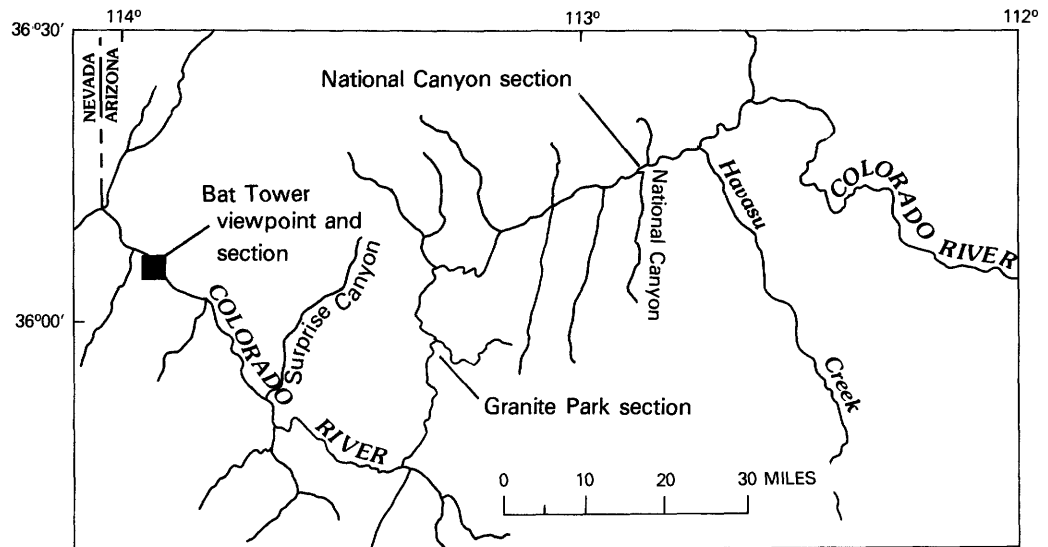 114° 113° 112°
36°30'
NEVADA
ARIZONA
National Canyon section
Bat Tower
viewpoint and
section
Surprise Canyon
National Canyon
Havasu
Creek
COLORADO RIVER
36°00'
COLORADO
RIVER
Granite Park section
0 10 20 30 MILES